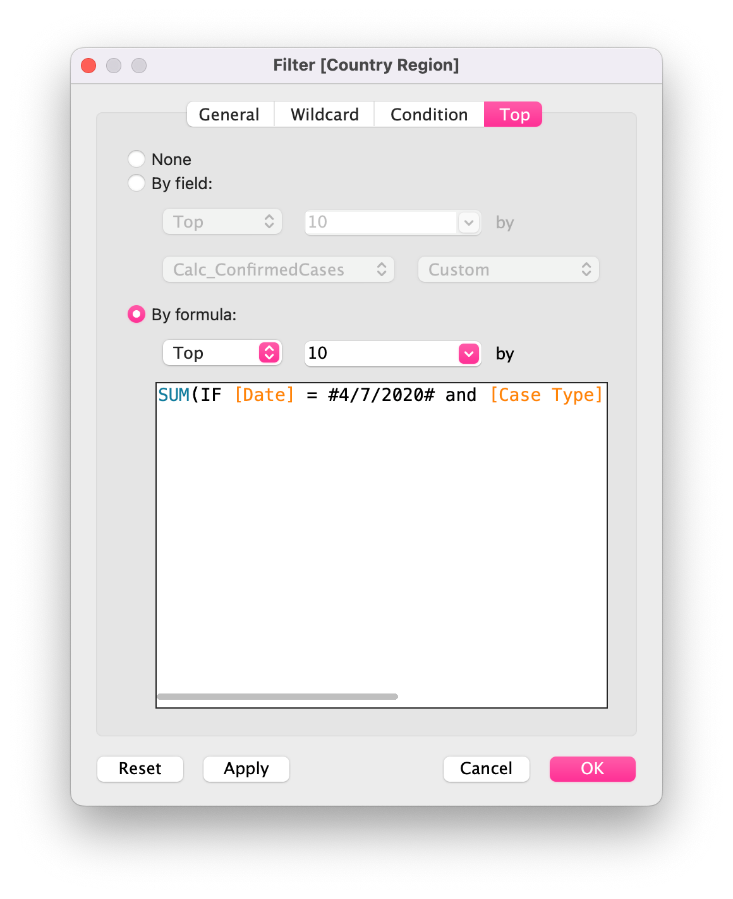 Filter [Country Region]
General Wildcard Condition Top
None
By field:
Top 10 by
Calc_ConfirmedCases Custom
By formula:
Top 10 by
SUM(IF [Date] = #4/7/2020# and [Case Type]
Reset Apply Cancel OK